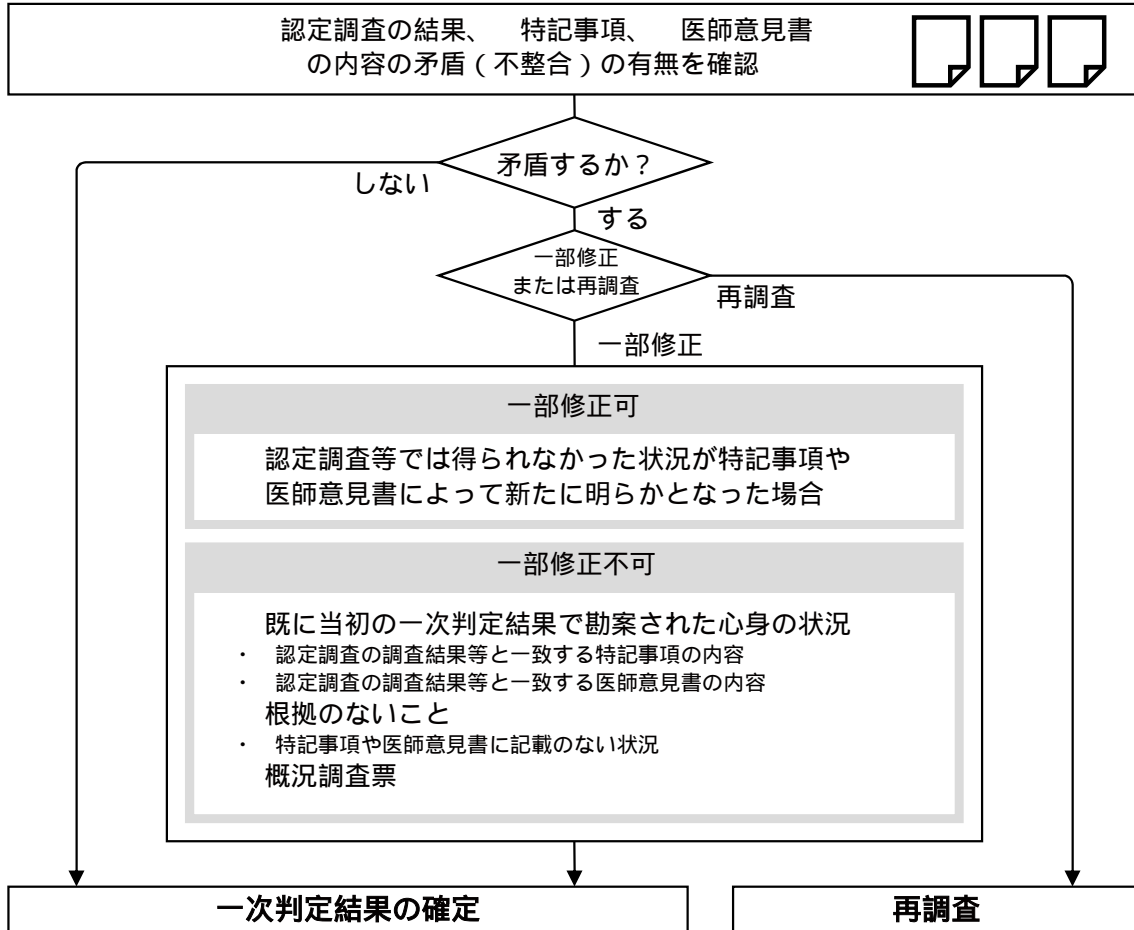 認定調査の結果、　特記事項、　医師意見書
の内容の矛盾（不整合）の有無を確認
矛盾するか？
しない
する
一部修正
または再調査
再調査
一部修正
一部修正可
認定調査等では得られなかった状況が特記事項や
医師意見書によって新たに明らかとなった場合
一部修正不可
既に当初の一次判定結果で勘案された心身の状況
・　認定調査の調査結果等と一致する特記事項の内容
・　認定調査の調査結果等と一致する医師意見書の内容
根拠のないこと
・　特記事項や医師意見書に記載のない状況
概況調査票
一次判定結果の確定
再調査